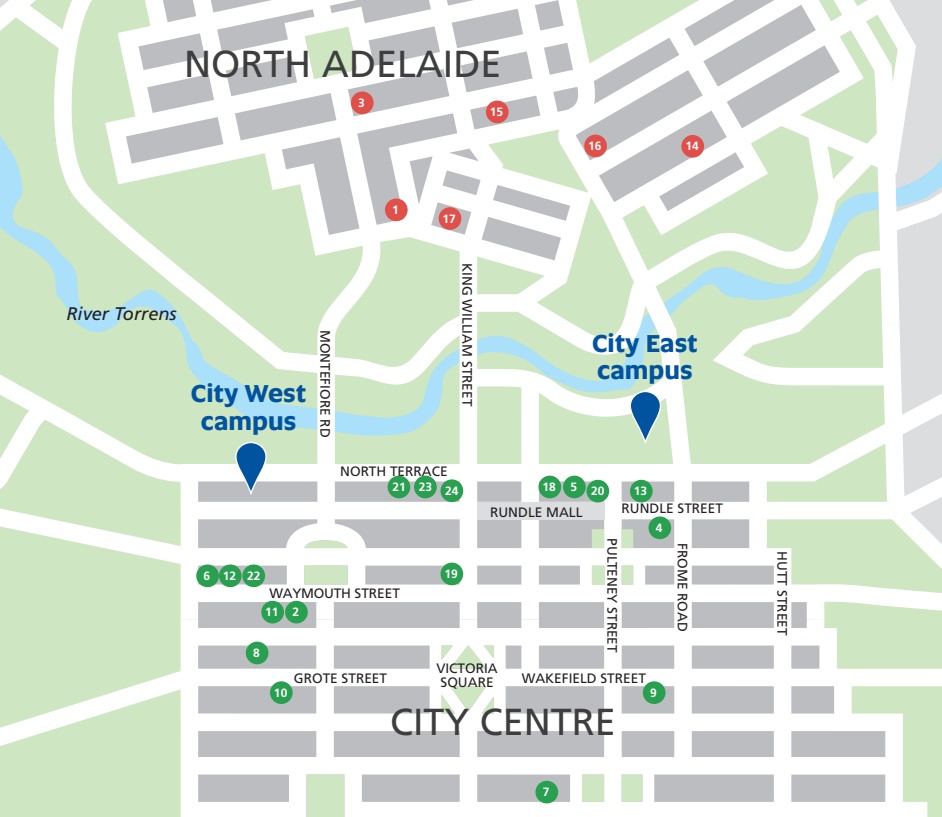 NORTH ADELAIDE
3
15
16
14
1
17
KING WILLIAM STREET
River Torrens
MONTEFIORE RD
City East
campus
City West
campus
NORTH TERRACE
21
23
24
18
5
20
13
RUNDLE MALL
RUNDLE STREET
4
PULTENEY STREET
FROME ROAD
HUTT STREET
6
12
22
19
WAYMOUTH STREET
11
2
8
VICTORIA
SQUARE
GROTE STREET
WAKEFIELD STREET
10
9
CITY CENTRE
7